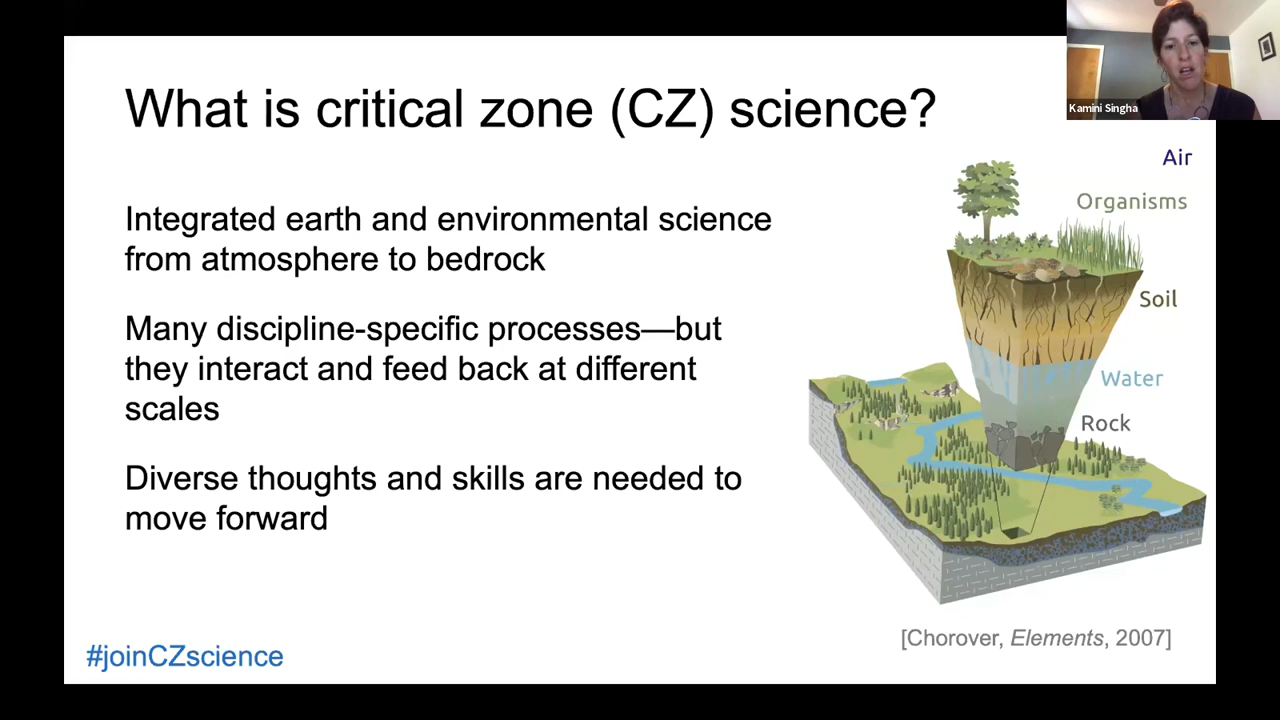 What is critical zone (CZ) science?
Kamini Singha
Integrated earth and environmental science
from atmosphere to bedrock
Many discipline-specific processes—but
they interact and feed back at different
scales
Diverse thoughts and skills are needed to
move forward
Air
Organisms
Soil
Water
Rock
[Chorover, Elements, 2007]
#joinCZscience